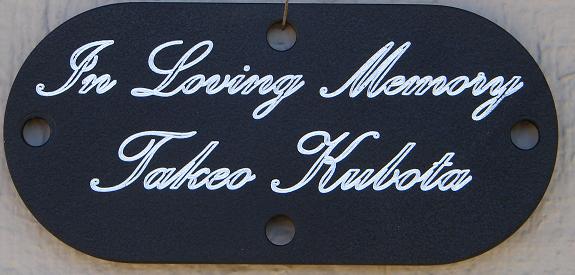 In Loving Memory
Takeo Kubota